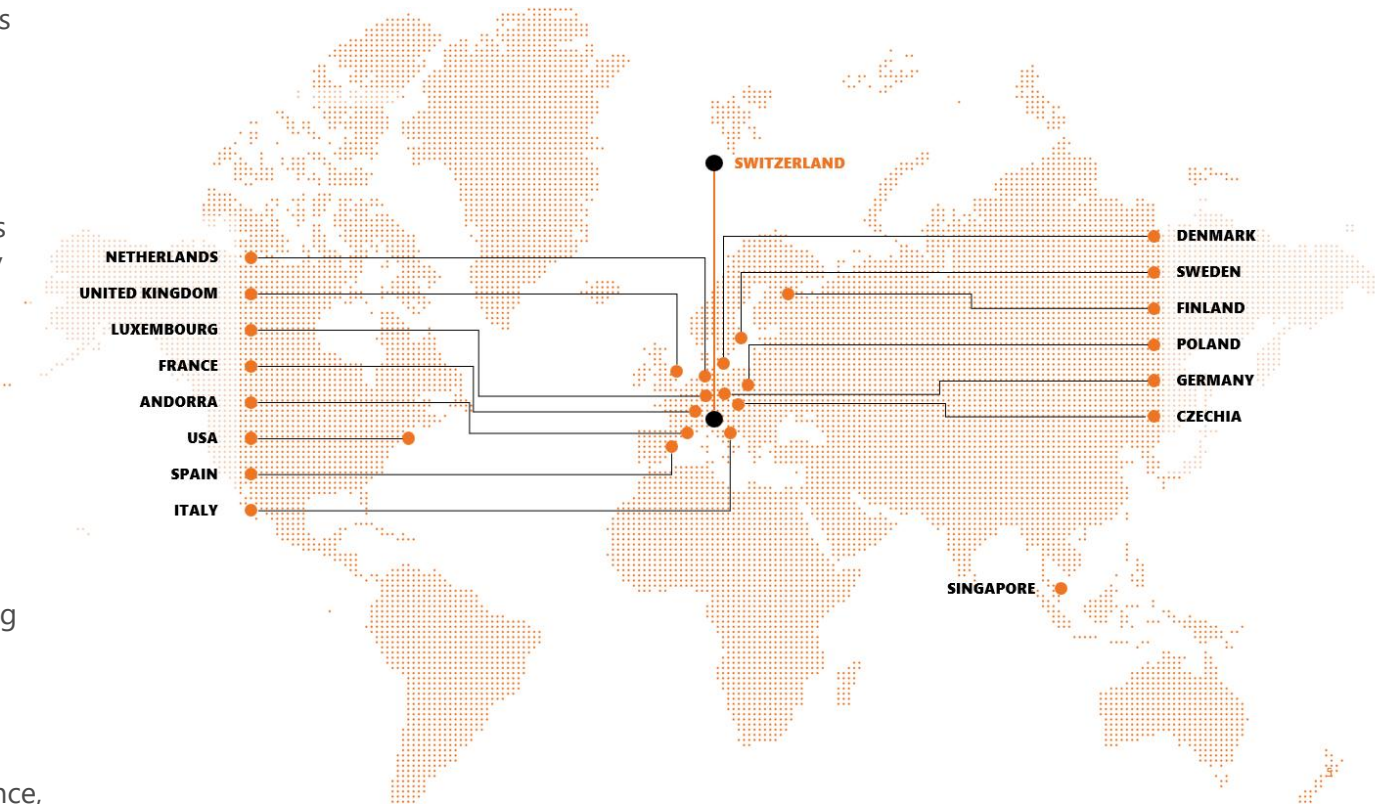 SWITZERLAND
NETHERLANDS
UNITED KINGDOM
LUXEMBOURG
FRANCE
ANDORRA
USA
SPAIN
ITALY
DENMARK
SWEDEN
FINLAND
POLAND
GERMANY
CZECHIA
SINGAPORE